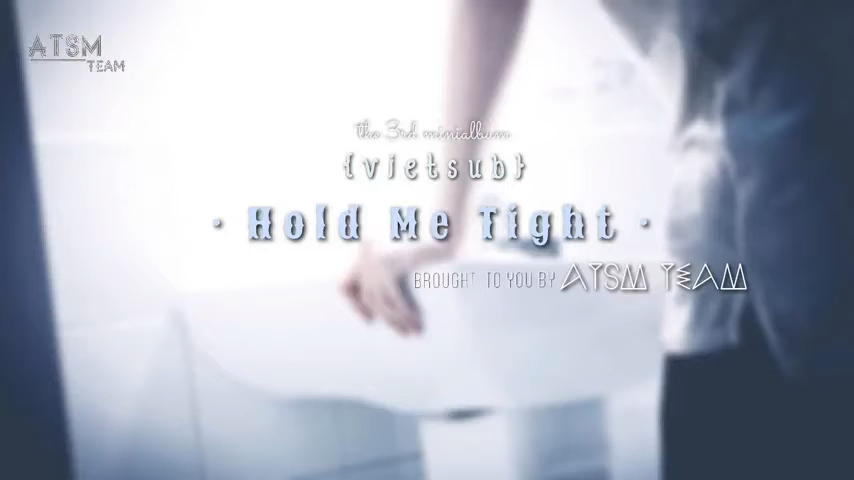 ATSM
TEAM
the 3rd minialbum
{vietsub}
· Hold Me Tight ·
BROUGHT TO YOU BY ATSM TEAM